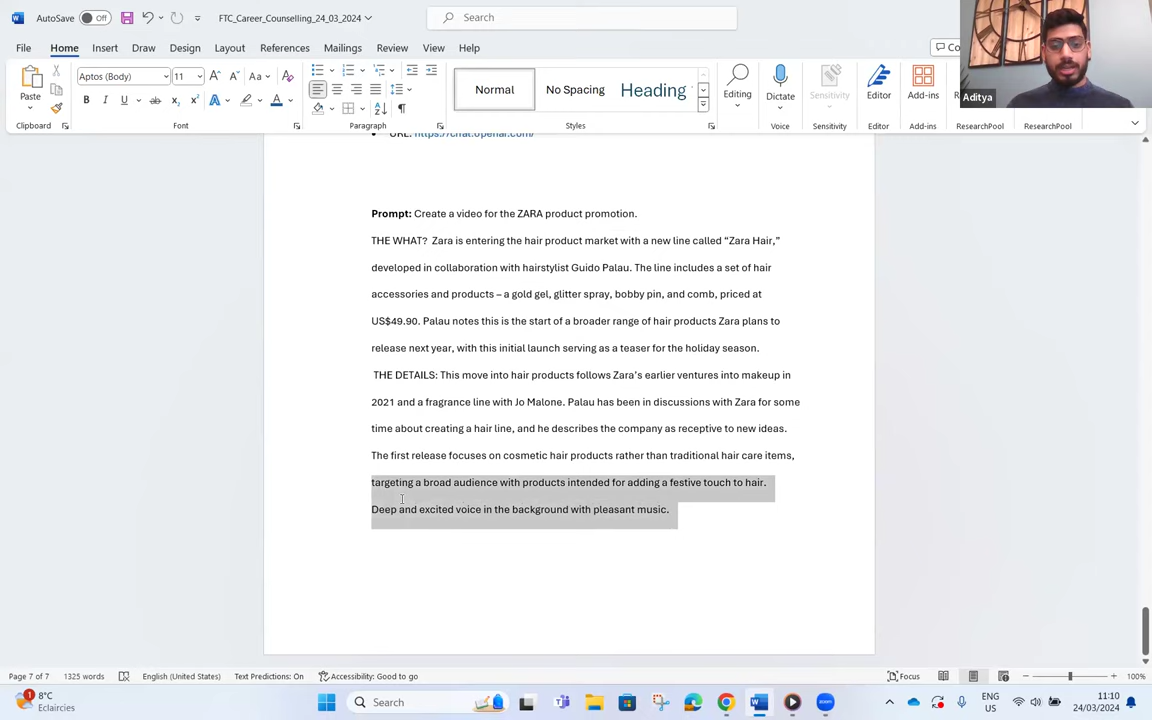 AutoSave Off FTC_Career_Counselling_24_03_2024 Search
File Home Insert Draw Design Layout References Mailings Review View Help Co
Aditya
Aptos (Body) 11 Aa
Paste B I U ab x₂ x² A A
Normal No Spacing Heading
Editing Dictate Sensitivity Editor Add-ins
Clipboard Font Paragraph Styles Voice Sensitivity Editor Add-ins ResearchPool ResearchPool
URL: https://chat.openai.com/
Prompt: Create a video for the ZARA product promotion.
THE WHAT? Zara is entering the hair product market with a new line called “Zara Hair,”
developed in collaboration with hairstylist Guido Palau. The line includes a set of hair
accessories and products – a gold gel, glitter spray, bobby pin, and comb, priced at
US$49.90. Palau notes this is the start of a broader range of hair products Zara plans to
release next year, with this initial launch serving as a teaser for the holiday season.
THE DETAILS: This move into hair products follows Zara’s earlier ventures into makeup in
2021 and a fragrance line with Jo Malone. Palau has been in discussions with Zara for some
time about creating a hair line, and he describes the company as receptive to new ideas.
The first release focuses on cosmetic hair products rather than traditional hair care items,
targeting a broad audience with products intended for adding a festive touch to hair.
Deep and excited voice in the background with pleasant music.
Page 7 of 7 1325 words English (United States) Text Predictions: On Accessibility: Good to go Focus 100%
1 8°C
Eclaircies
Search
ENG
US
11:10
24/03/2024